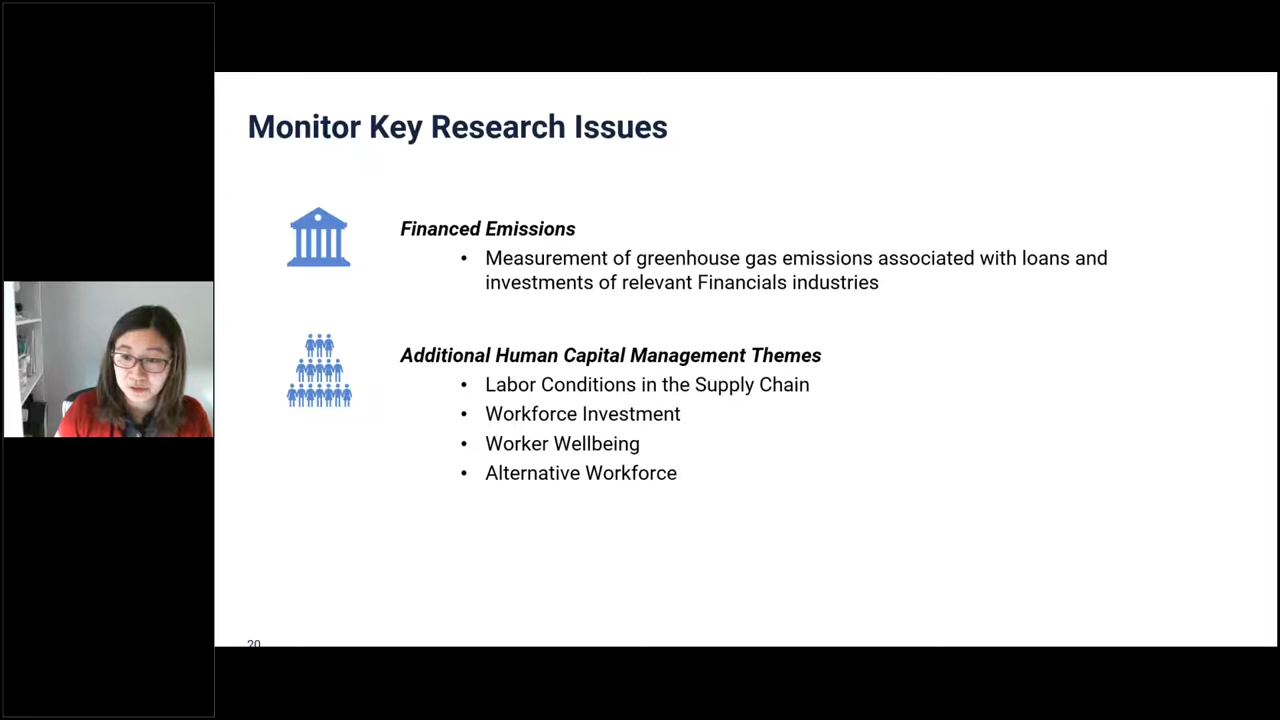 Monitor Key Research Issues
Financed Emissions
• Measurement of greenhouse gas emissions associated with loans and
investments of relevant Financials industries
Additional Human Capital Management Themes
• Labor Conditions in the Supply Chain
• Workforce Investment
• Worker Wellbeing
• Alternative Workforce
20